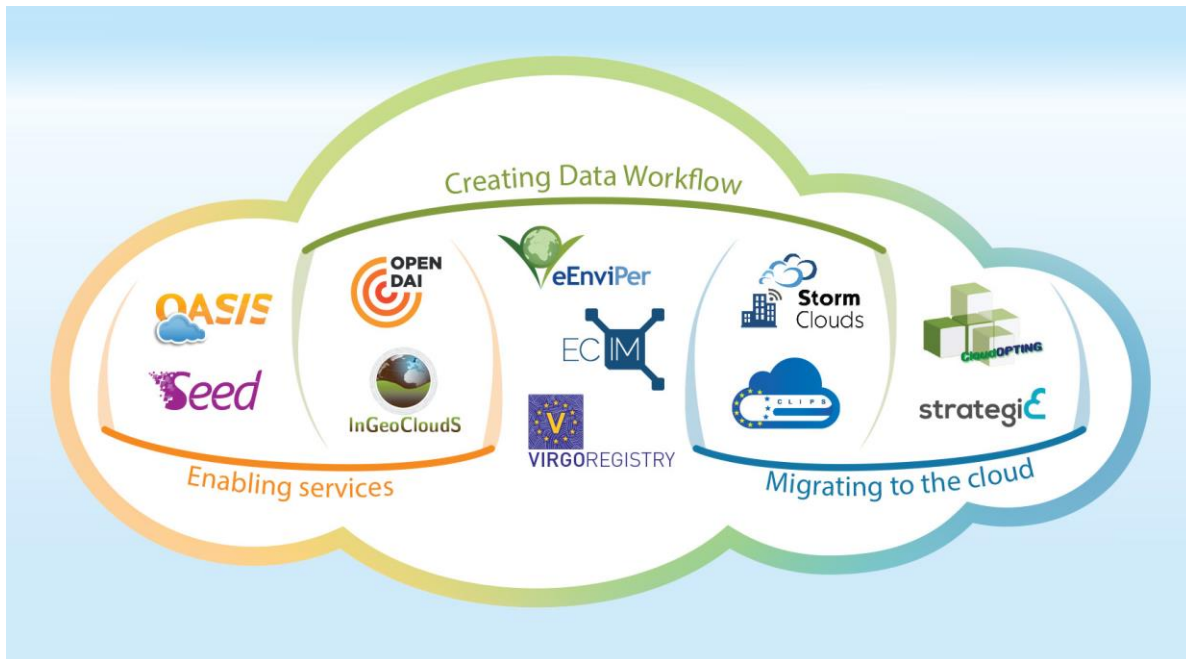 Creating Data Workflow
OASIS
Seed
OPEN
DAI
InGeoCloudS
eEnviPer
ECIM
VIRGOREGISTRY
V
Storm
Clouds
CLIPS
CloudOPTING
strategiE
Enabling services
Migrating to the cloud